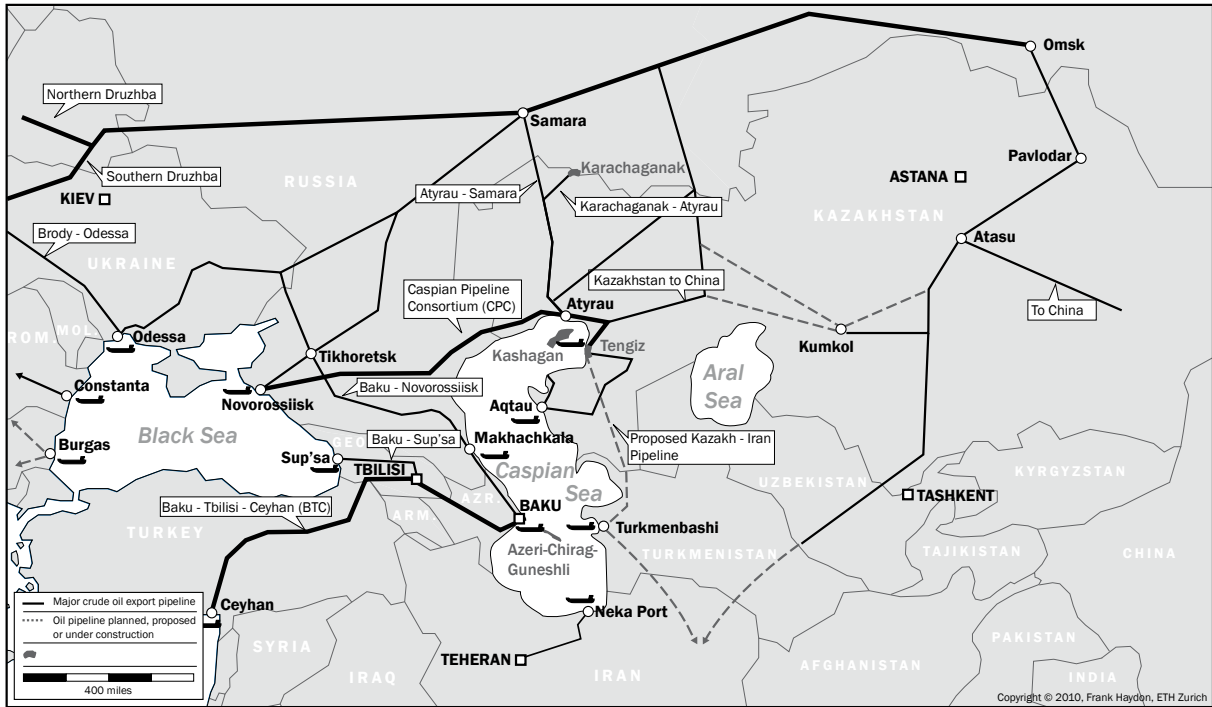 Omsk
Northern Druzhba
Samara
Pavlodar
Southern Druzhba
Karachaganak
RUSSIA
Atyrau - Samara
ASTANA
KIEV
Karachaganak - Atyrau
KAZAKHSTAN
Brody - Odessa
Atasu
UKRAINE
Kazakhstan to China
Caspian Pipeline
Consortium (CPC)
Atyrau
To China
ROM.
MOL.
Odessa
Kumkol
Tengiz
Kashagan
Tikhoretsk
Aral
Sea
Constanta
Baku - Novorossiisk
Novorossiisk
Aqtau
Black Sea
Burgas
GEO
Baku - Sup'sa
Makhachkala
Proposed Kazakh - Iran
Pipeline
Sup'sa
TBILISI
Caspian
Sea
KYRGYZSTAN
UZBEKISTAN
AZR.
TASHKENT
Baku - Tbilisi - Ceyhan (BTC)
ARM.
BAKU
TURKEY
Turkmenbashi
Azeri-Chirag-
Guneshli
TURKMENISTAN
TAJIKISTAN
CHINA
Major crude oil export pipeline
Oil pipeline planned, proposed
or under construction
400 miles
Ceyhan
Neka Port
SYRIA
TEHERAN
IRAQ
IRAN
AFGHANISTAN
PAKISTAN
INDIA
Copyright © 2010, Frank Haydon, ETH Zurich